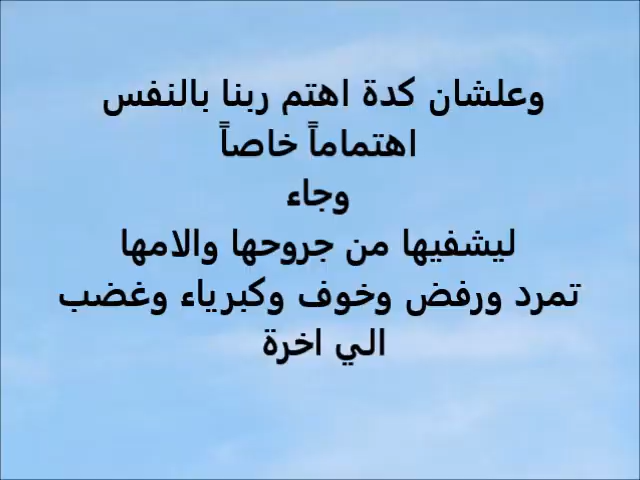 وعلشان كدة اهتم ربنا بالنفس
اهتماماً خاصاً
وجاء
ليشفيها من جروحها والامها
تمرد ورفض وخوف وكبرياء وغضب
الي اخرة